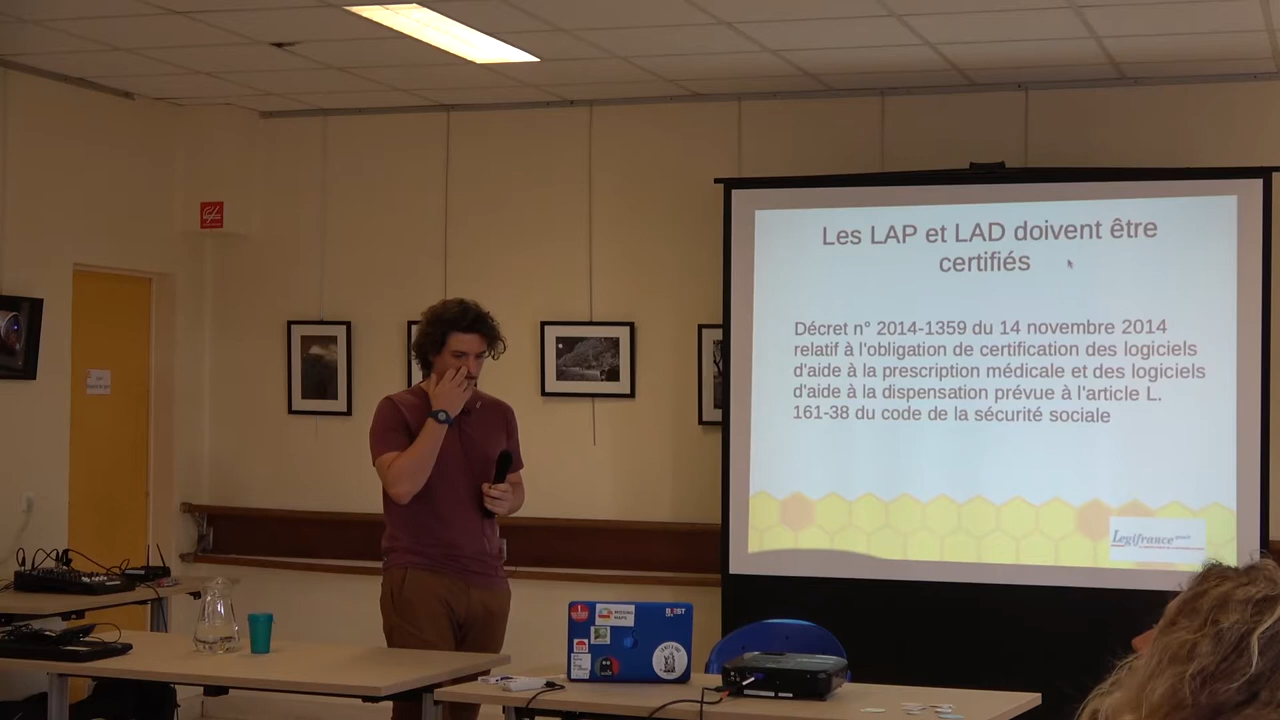 Les LAP et LAD doivent être
certifiés
Décret n° 2014-1359 du 14 novembre 2014
relatif à l'obligation de certification des logiciels
d'aide à la prescription médicale et des logiciels
d'aide à la dispensation prévue à l'article L.
161-38 du code de la sécurité sociale
Legifrance
MISSING
MAPS